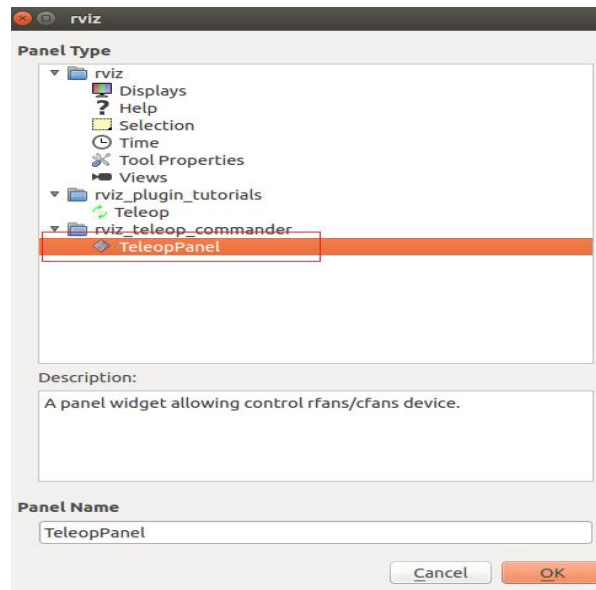 rviz
Panel Type
rviz
Displays
Help
Selection
Time
Tool Properties
Views
rviz_plugin_tutorials
Teleop
rviz_teleop_commander
TeleopPanel
Description:
A panel widget allowing control rfans/cfans device.
Panel Name
TeleopPanel
Cancel
OK